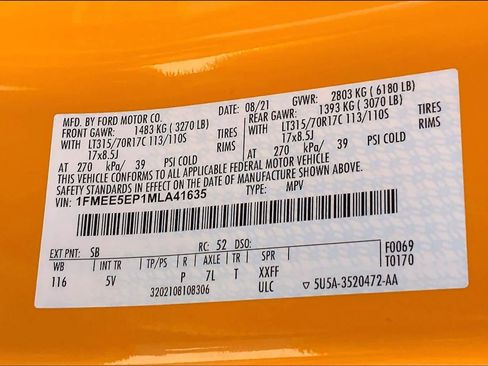 MFD. BY FORD MOTOR CO. DATE: 08/21 GVWR: 2803 KG ( 6180 LB)
FRONT GAWR: 1483 KG ( 3270 LB) REAR GAWR: 1393 KG ( 3070 LB)
WITH LT315/70R17C 113/110S TIRES WITH LT315/70R17C 113/110S TIRES
17x8.5J RIMS 17x8.5J RIMS
AT 270 kPa/ 39 PSI COLD AT 270 kPa/ 39 PSI COLD
THIS VEHICLE CONFORMS TO ALL APPLICABLE FEDERAL MOTOR VEHICLE
SAFETY STANDARDS IN EFFECT ON THE DATE OF MANUFACTURE SHOWN ABOVE.
VIN: 1FMEE5EP1MLA41635 TYPE: MPV
EXT PNT: SB RC: 52 DSO: F0069
WB INT TR TP/PS R AXLE TR SPR T0170
116 5V P 7L T XXFF
3202108108306 ULC ▽ 5U5A-3520472-AA